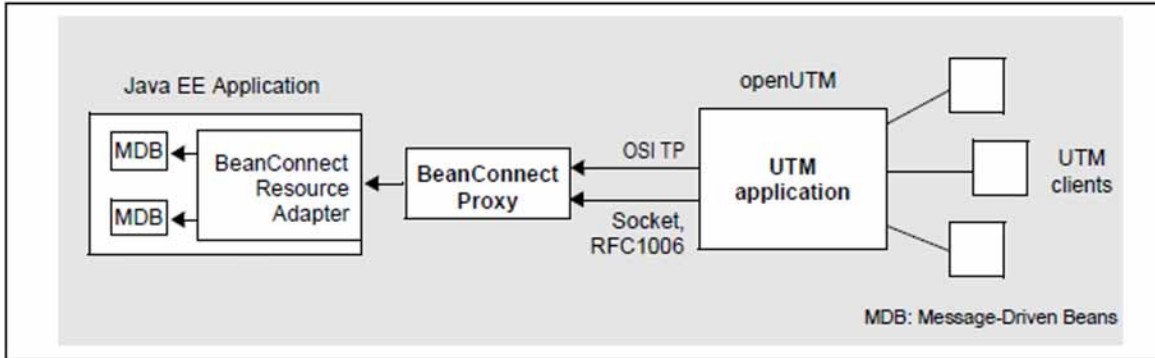 Java EE Application
MDB
MDB
BeanConnect
Resource
Adapter
BeanConnect
Proxy
OSI TP
Socket,
RFC1006
openUTM
UTM
application
UTM
clients
MDB: Message-Driven Beans